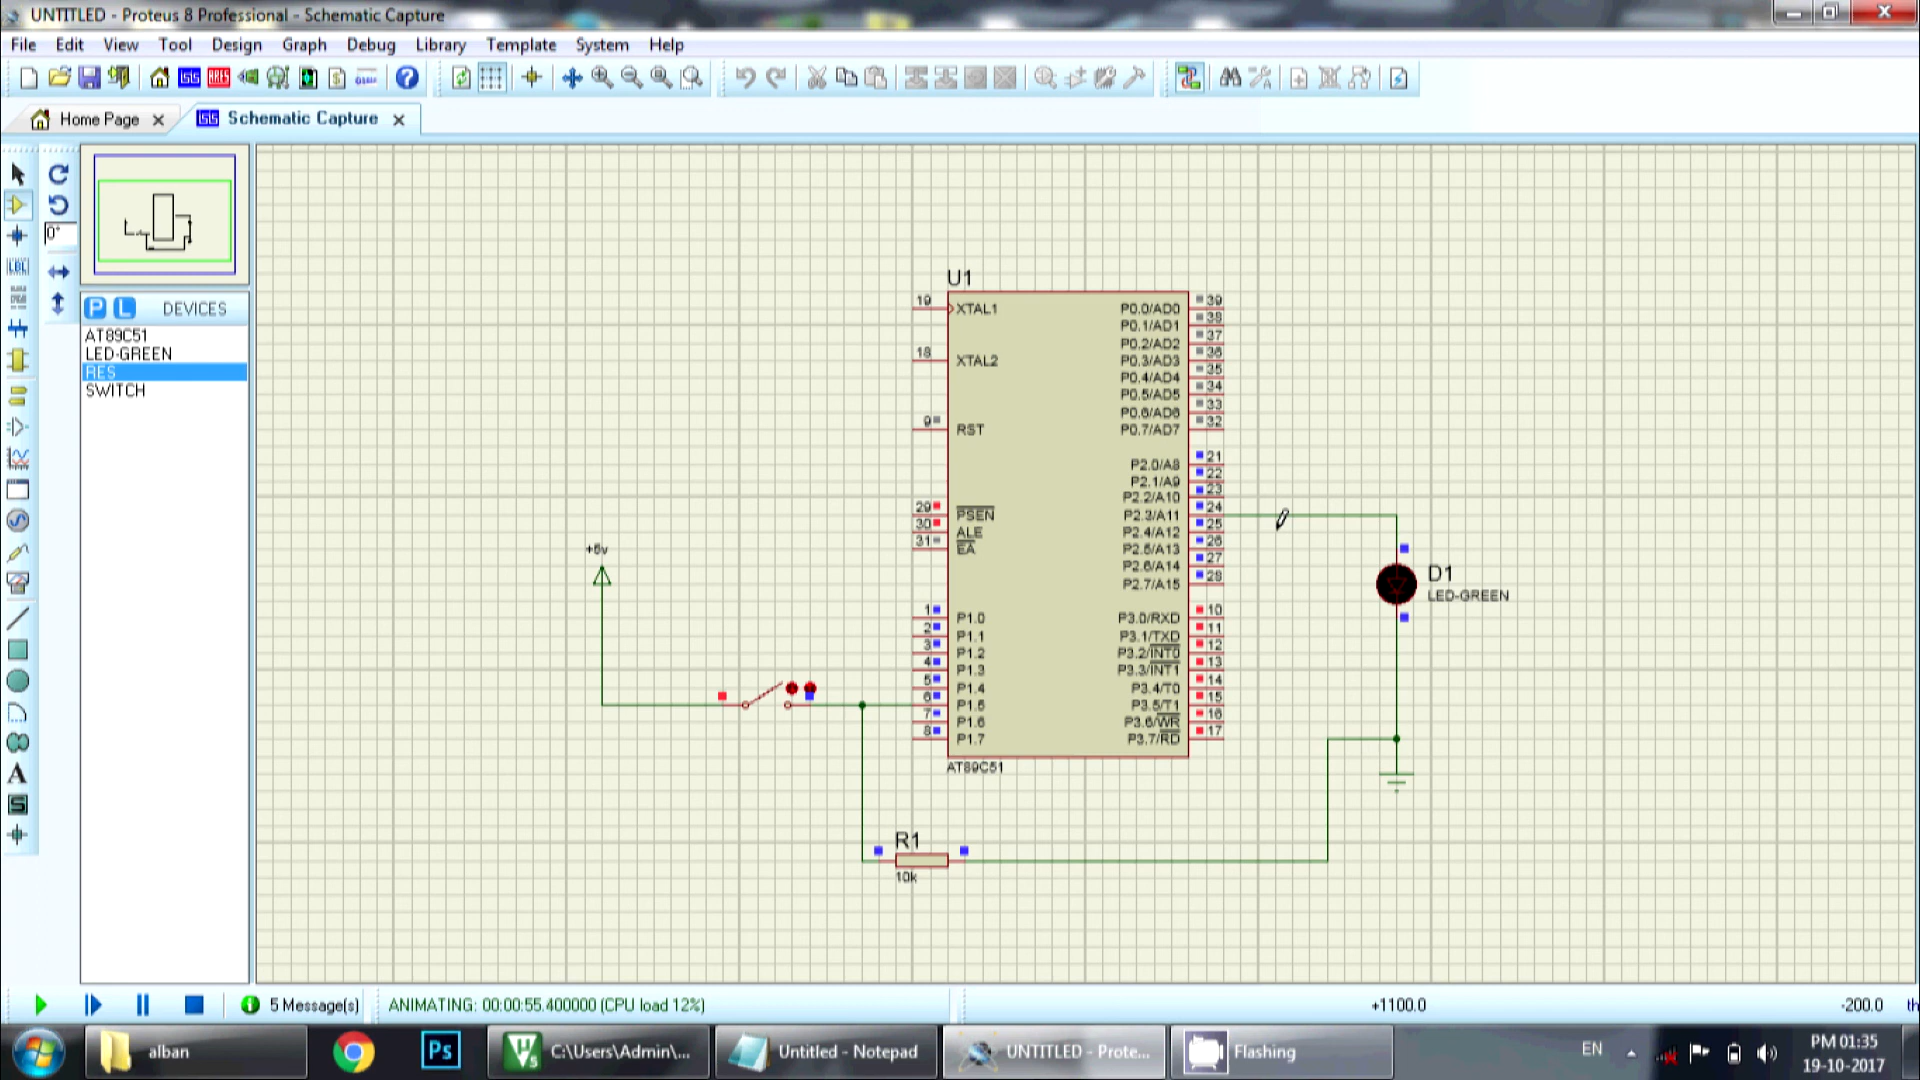 UNTITLED - Proteus 8 Professional - Schematic Capture
File Edit View Tool Design Graph Debug Library Template System Help
ISIS ARES
Home Page
Schematic Capture
0°
LBL
P L DEVICES
AT89C51
LED-GREEN
RES
SWITCH
A
S
U1
19 XTAL1
18 XTAL2
9 RST
29 PSEN
30 ALE
31 EA
1 P1.0
2 P1.1
3 P1.2
4 P1.3
5 P1.4
6 P1.5
7 P1.6
8 P1.7
P0.0/AD0 39
P0.1/AD1 38
P0.2/AD2 37
P0.3/AD3 36
P0.4/AD4 35
P0.5/AD5 34
P0.6/AD6 33
P0.7/AD7 32
P2.0/A8 21
P2.1/A9 22
P2.2/A10 23
P2.3/A11 24
P2.4/A12 25
P2.5/A13 26
P2.6/A14 27
P2.7/A15 28
P3.0/RXD 10
P3.1/TXD 11
P3.2/INT0 12
P3.3/INT1 13
P3.4/T0 14
P3.5/T1 15
P3.6/WR 16
P3.7/RD 17
AT89C51
+5v
D1
LED-GREEN
R1
10k
5 Message(s) ANIMATING: 00:00:55.400000 (CPU load 12%) +1100.0 -200.0 th
alban
Ps
C:\Users\Admin\...
Untitled - Notepad
UNTITLED - Prote...
Flashing
EN
PM 01:35
19-10-2017